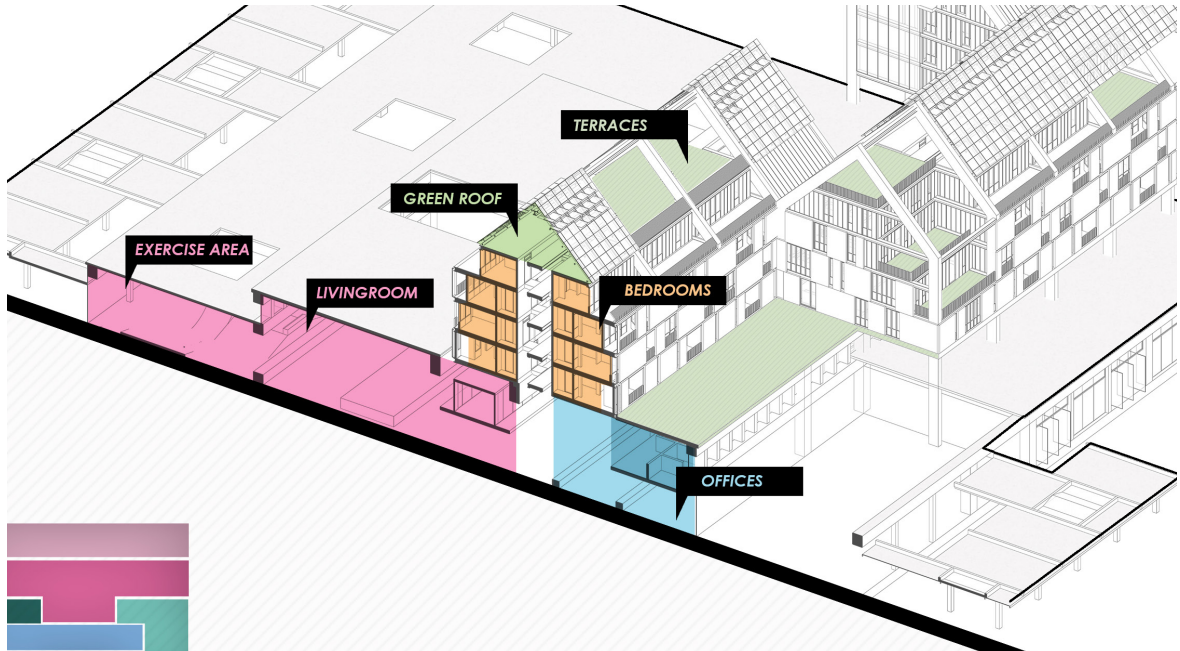 TERRACES
GREEN ROOF
EXERCISE AREA
LIVINGROOM
BEDROOMS
OFFICES